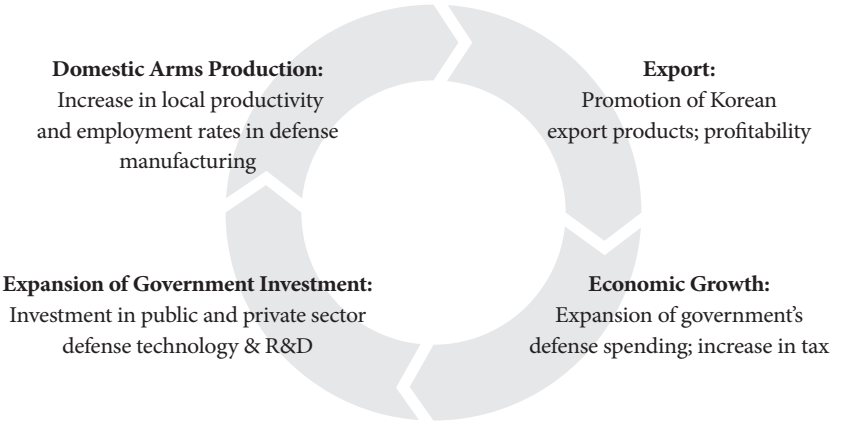 Domestic Arms Production:
Increase in local productivity
and employment rates in defense
manufacturing
Export:
Promotion of Korean
export products; profitability
Expansion of Government Investment:
Investment in public and private sector
defense technology & R&D
Economic Growth:
Expansion of government’s
defense spending; increase in tax